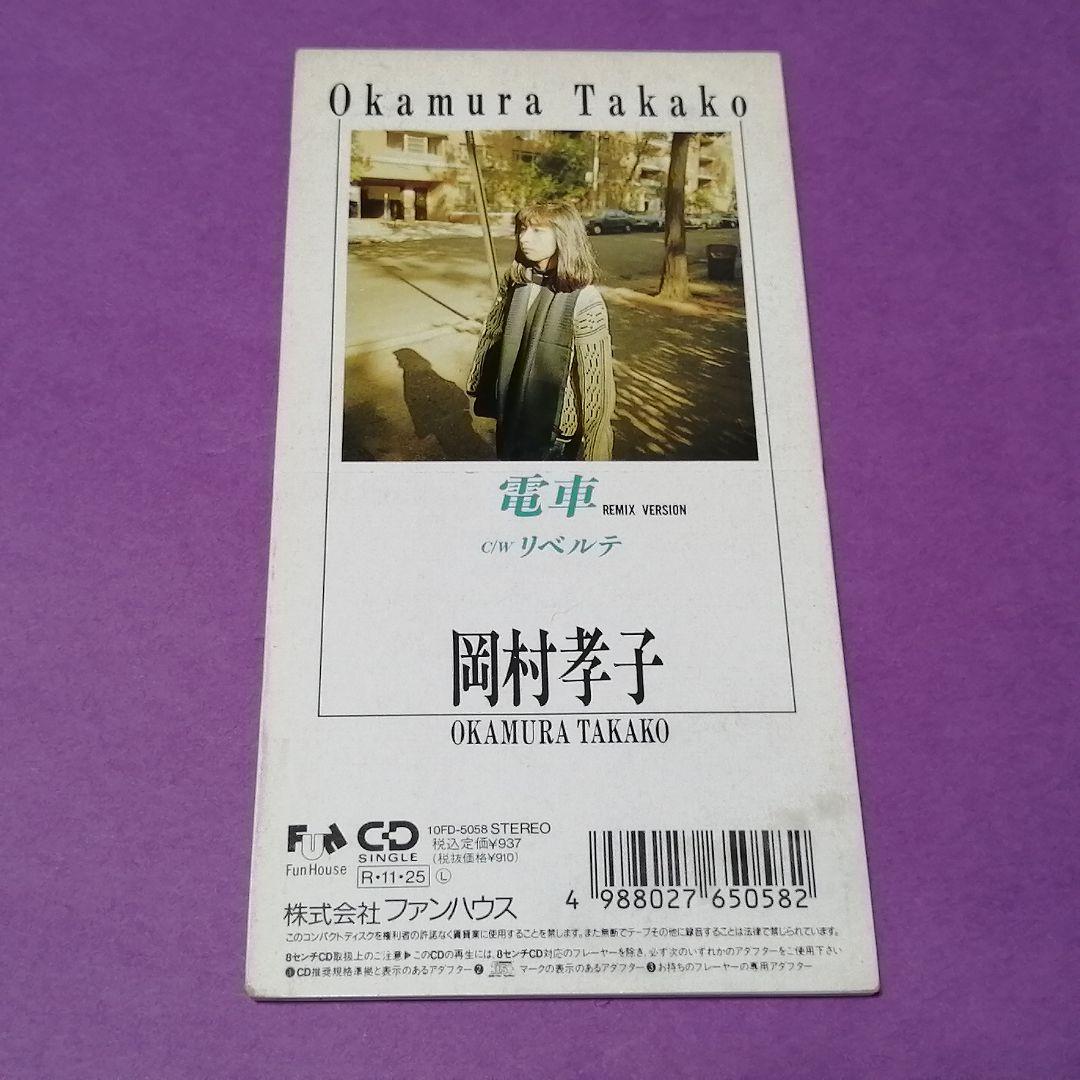 Okamura Takako
電車 REMIX VERSION
C/W リベルテ
岡村孝子
OKAMURA TAKAKO
Fun House
CD SINGLE
10FD-5058 STEREO
税込定価¥937
(税抜価格¥910)
R・11・25 Ⓛ
株式会社 ファンハウス
4 988027 650582
このコンパクトディスクを権利者の許諾なく賃貸業に使用することを禁じます。また無断でテープその他に録音することは法律で禁じられています。
8センチCD取扱上のご注意▶このCDの再生には、8センチCD対応のプレーヤーを除き、必ず次のいずれかのアダプターをご使用下さい
❶CD推奨規格準拠と表示のあるアダプター❷ マークの表示のあるアダプター❸お持ちのプレーヤーの専用アダプター